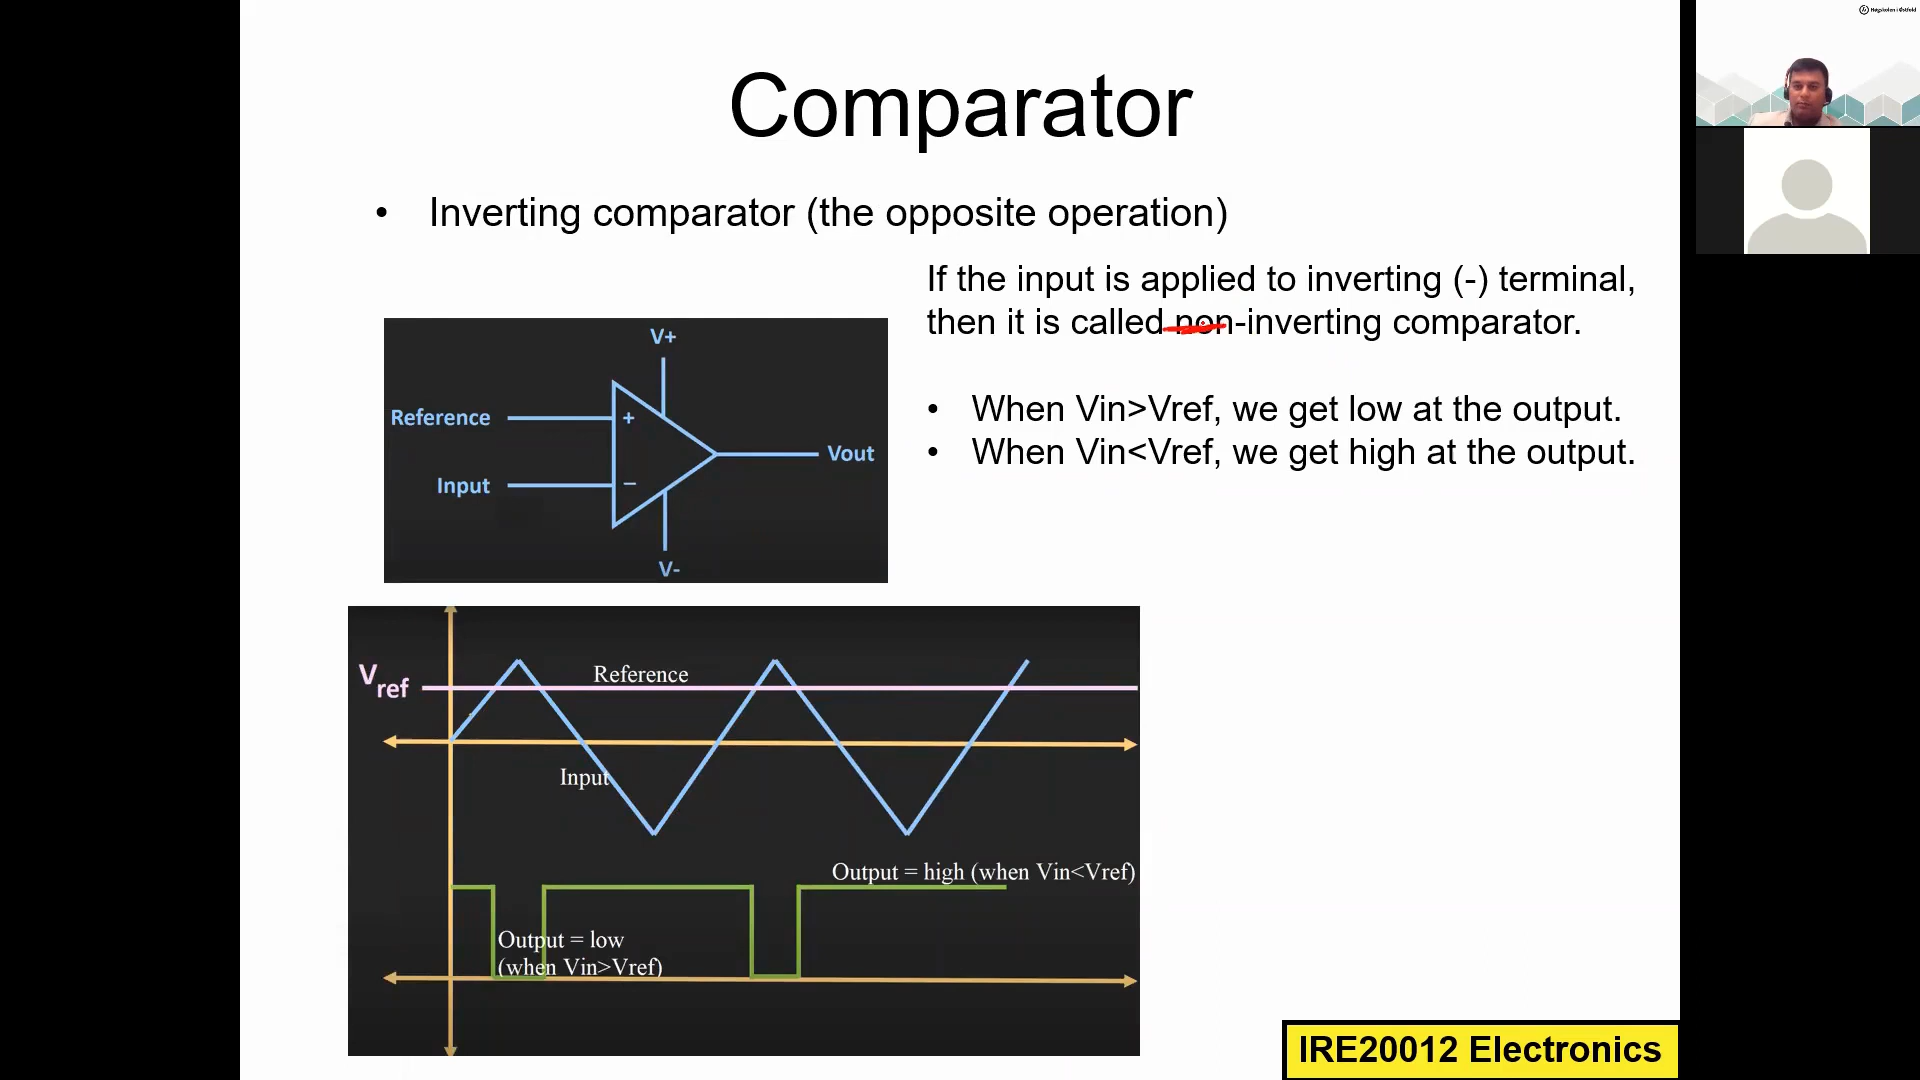 Høgskolen i Østfold
Comparator
• Inverting comparator (the opposite operation)
If the input is applied to inverting (-) terminal,
then it is called non-inverting comparator.
• When Vin>Vref, we get low at the output.
• When Vin<Vref, we get high at the output.
V+
Reference
+
Vout
Input
−
V-
Vref
Reference
Input
Output = high (when Vin<Vref)
Output = low
(when Vin>Vref)
IRE20012 Electronics